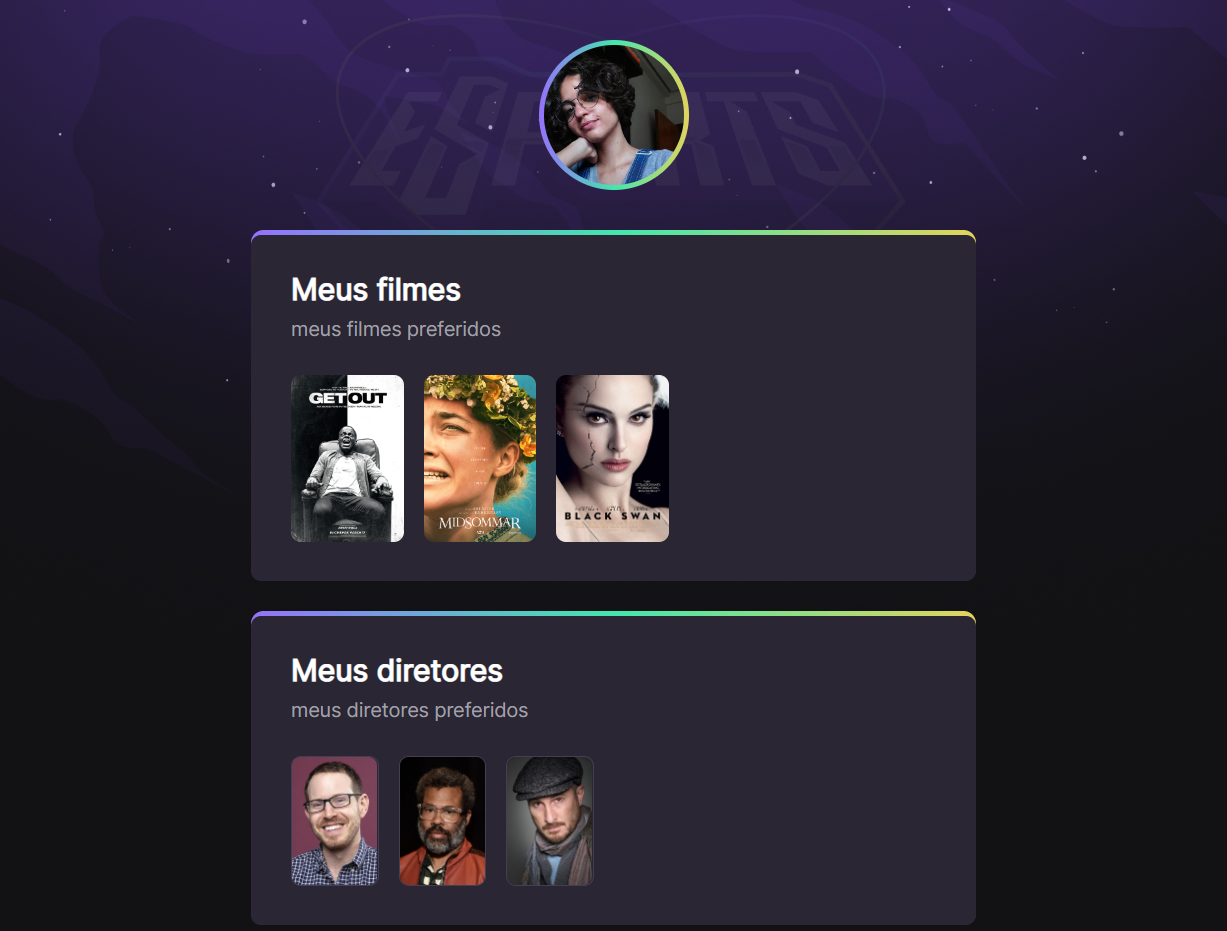 ESPORTS
Meus filmes
meus filmes preferidos
GET OUT
MIDSOMMAR
BLACK SWAN
Meus diretores
meus diretores preferidos